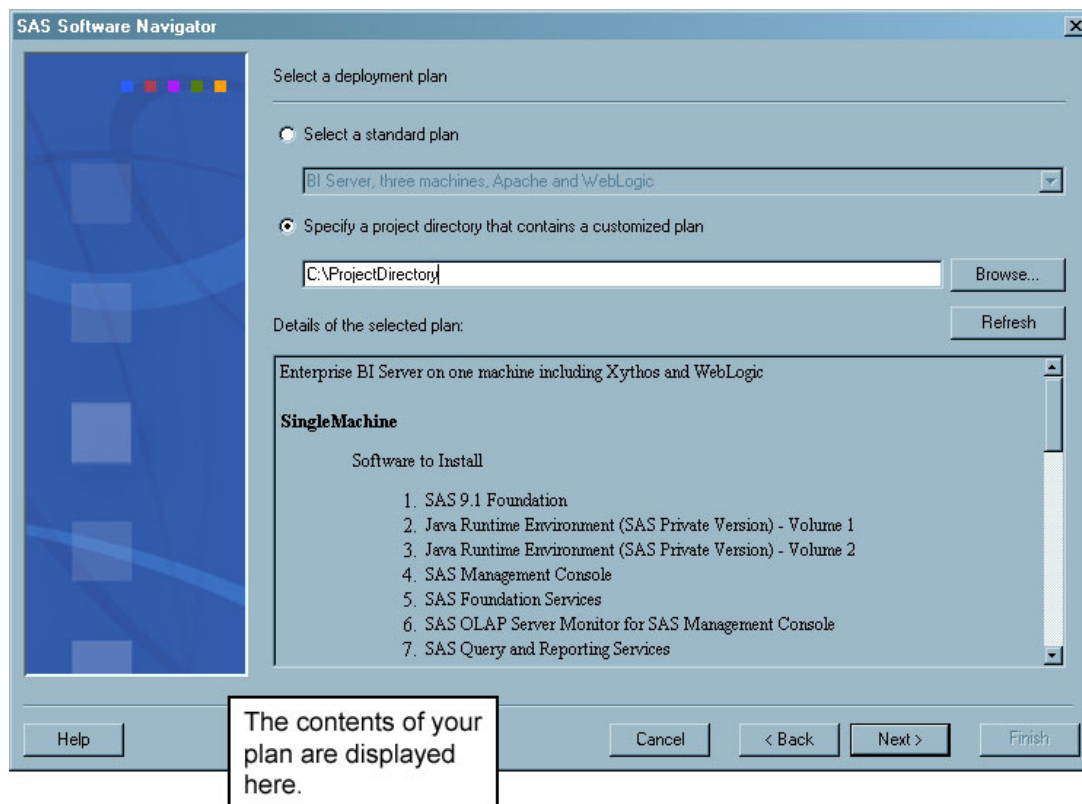 SAS Software Navigator
Select a deployment plan
Select a standard plan
BI Server, three machines, Apache and WebLogic
Specify a project directory that contains a customized plan
C:\ProjectDirectory
Browse...
Details of the selected plan:
Refresh
Enterprise BI Server on one machine including Xythos and WebLogic
SingleMachine
Software to Install
1. SAS 9.1 Foundation
2. Java Runtime Environment (SAS Private Version) - Volume 1
3. Java Runtime Environment (SAS Private Version) - Volume 2
4. SAS Management Console
5. SAS Foundation Services
6. SAS OLAP Server Monitor for SAS Management Console
7. SAS Query and Reporting Services
Help
The contents of your
plan are displayed
here.
Cancel
< Back
Next >
Finish